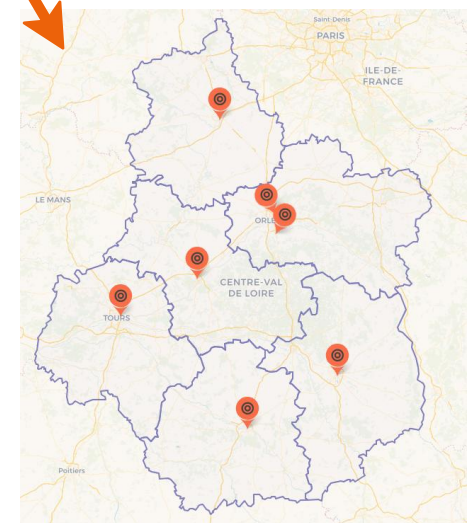 Saint-Denis
PARIS
ILE-DE-
FRANCE
LE MANS
ORLÉ
CENTRE-VAL
DE LOIRE
TOURS
Poitiers